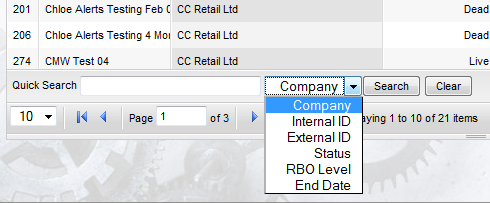 201 Chloe Alerts Testing Feb CC Retail Ltd Dead
206 Chloe Alerts Testing 4 Mo CC Retail Ltd Dead
274 CMW Test 04 CC Retail Ltd Live
Quick Search Company Search Clear
10 Page 1 of 3 aying 1 to 10 of 21 items
Company
Internal ID
External ID
Status
RBO Level
End Date